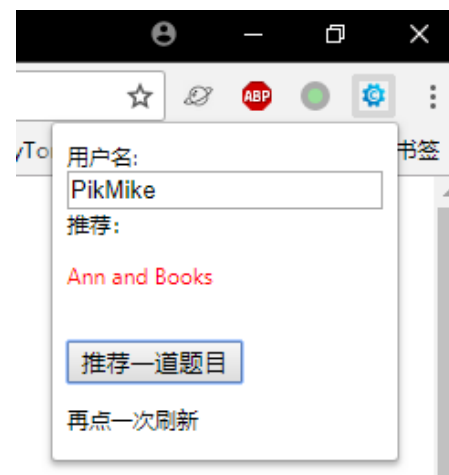 ABP
yTo
书签
用户名:
PikMike
推荐:
Ann and Books
推荐一道题目
再点一次刷新